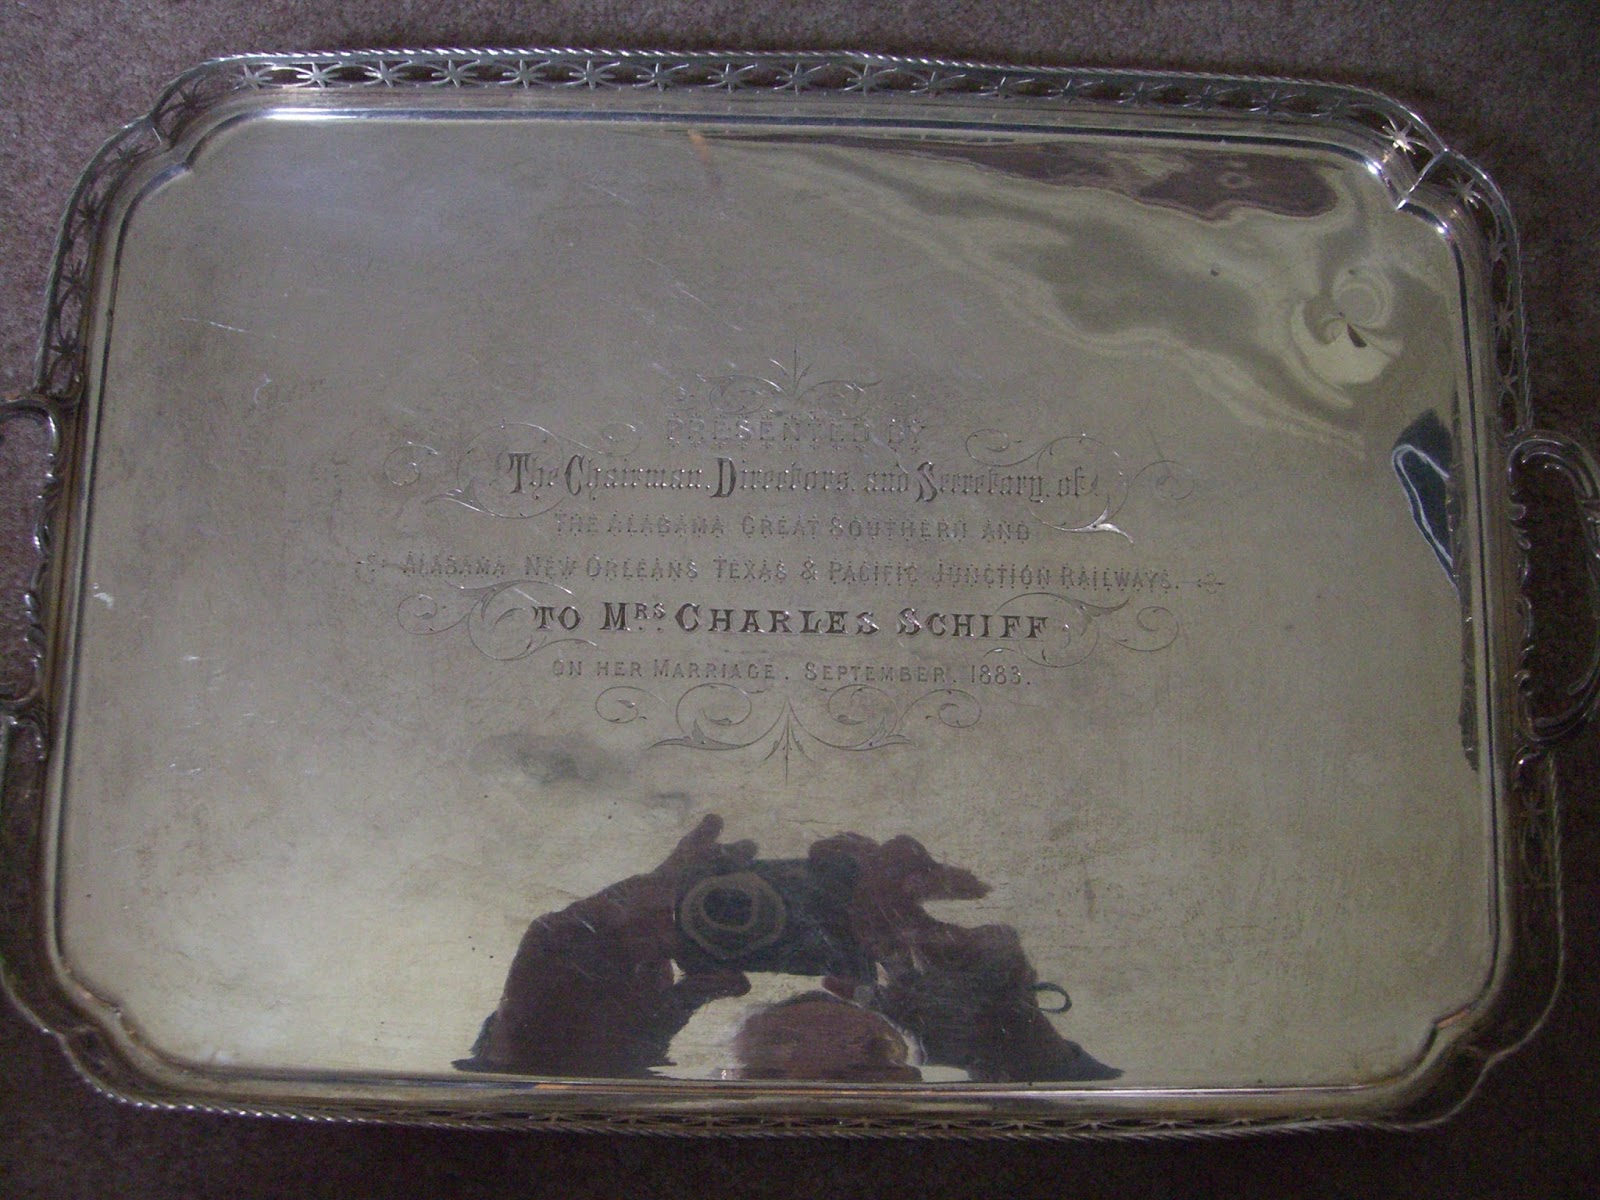 PRESENTED BY
The Chairman, Directors, and Secretary, of
THE ALABAMA GREAT SOUTHERN AND
ALABAMA NEW ORLEANS TEXAS & PACIFIC JUNCTION RAILWAYS.
TO MRS. CHARLES SCHIFF
ON HER MARRIAGE. SEPTEMBER. 1883.